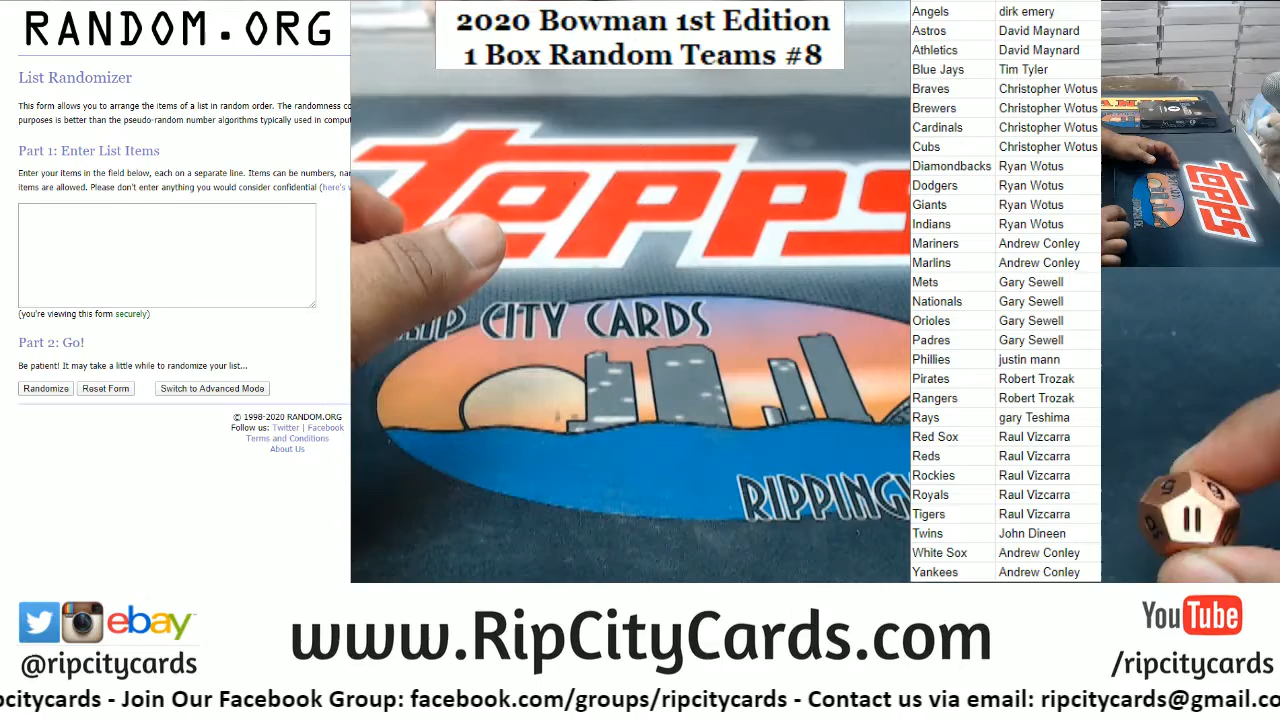 RANDOM.ORG
List Randomizer
This form allows you to arrange the items of a list in random order. The randomness
purposes is better than the pseudo-random number algorithms typically used in
Part 1: Enter List Items
Enter your items in the field below, each on a separate line. Items can be numbers,
items are allowed. Please don't enter anything you would consider confidential (here's
(you're viewing this form securely)
Part 2: Go!
Be patient! It may take a little while to randomize your list...
Randomize Reset Form Switch to Advanced Mode
© 1998-2020 RANDOM.ORG
Follow us: Twitter | Facebook
Terms and Conditions
About Us
2020 Bowman 1st Edition
1 Box Random Teams #8
topps
RIP CITY CARDS
RIPPING
Angels dirk emery
Astros David Maynard
Athletics David Maynard
Blue Jays Tim Tyler
Braves Christopher Wotus
Brewers Christopher Wotus
Cardinals Christopher Wotus
Cubs Christopher Wotus
Diamondbacks Ryan Wotus
Dodgers Ryan Wotus
Giants Ryan Wotus
Indians Ryan Wotus
Mariners Andrew Conley
Marlins Andrew Conley
Mets Gary Sewell
Nationals Gary Sewell
Orioles Gary Sewell
Padres Gary Sewell
Phillies justin mann
Pirates Robert Trozak
Rangers Robert Trozak
Rays gary Teshima
Red Sox Raul Vizcarra
Reds Raul Vizcarra
Rockies Raul Vizcarra
Royals Raul Vizcarra
Tigers Raul Vizcarra
Twins John Dineen
White Sox Andrew Conley
Yankees Andrew Conley
topps
11
ebay
@ripcitycards
www.RipCityCards.com
YouTube
/ripcitycards
pcitycards - Join Our Facebook Group: facebook.com/groups/ripcitycards - Contact us via email: ripcitycards@gmail.co